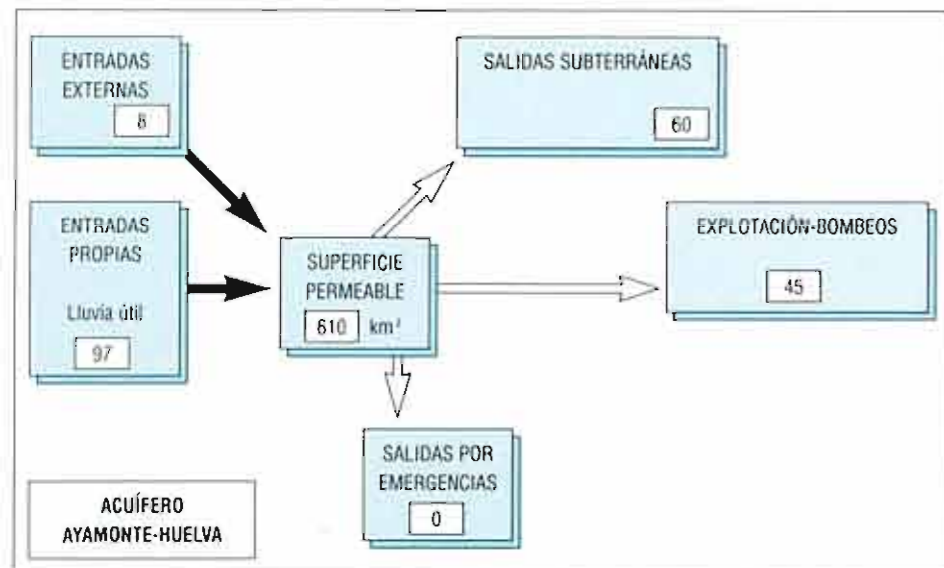 ENTRADAS
EXTERNAS
8
SALIDAS SUBTERRÁNEAS
60
ENTRADAS
PROPIAS
Lluvia útil
97
SUPERFICIE
PERMEABLE
610 km²
EXPLOTACIÓN-BOMBEOS
45
SALIDAS POR
EMERGENCIAS
0
ACUÍFERO
AYAMONTE-HUELVA